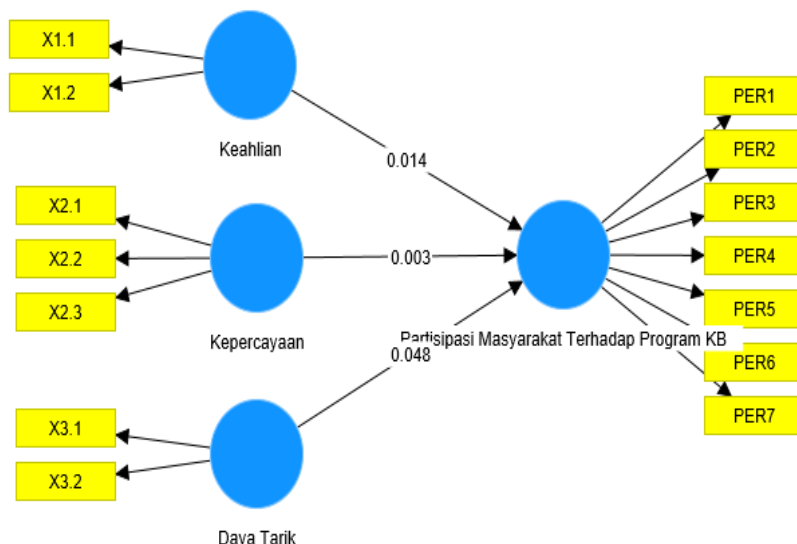 X1.1
X1.2
Keahlian
0.014
X2.1
X2.2
X2.3
Kepercayaan
0.003
X3.1
X3.2
Daya Tarik
0.048
Partisipasi Masyarakat Terhadap Program KB
PER1
PER2
PER3
PER4
PER5
PER6
PER7